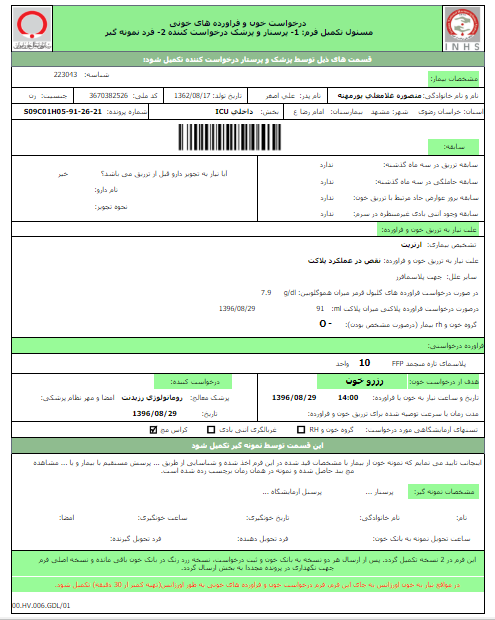 درخواست خون و فراورده های خونی
مسئول تکمیل فرم: 1- پرستار و پزشک درخواست کننده 2- فرد نمونه گیر
INHS
قسمت های ذیل توسط پزشک و پرستار درخواست کننده تکمیل شود:
مشخصات بیمار: شناسه: 223043
نام و نام خانوادگی: منصوره غلامعلي پورمهنه نام پدر: علي اصغر تاریخ تولد: 1362/08/17 کد ملی: 3670382526 جنسیت: زن
استان: خراسان رضوی شهر: مشهد بیمارستان: امام رضا ع بخش: داخلي ICU شماره پرونده: S09C01H05-91-26-21
سابقه:
سابقه تزریق در سه ماه گذشته: ندارد
سابقه حاملگی در سه ماه گذشته: ندارد
سابقه بروز عوارض حاد مرتبط با تزریق خون: ندارد
سابقه وجود آنتی بادی غیرمنتظره در سرم: ندارد
آیا نیاز به تجویز دارو قبل از تزریق می باشد؟ خیر
نام دارو:
نحوه تجویز:
علت نیاز به تزریق خون و فراورده:
تشخیص بیماری: ارتریت
علت نیاز به تزریق خون و فراورده: نقص در عملکرد پلاکت
سایر علل: جهت پلاسمافرز
در صورت درخواست فراورده های گلبول قرمز میزان هموگلوبین: g/dl 7.9
درصورت درخواست فراورده پلاکتی میزان پلاکت ml: 91 1396/08/29
گروه خون و rh بیمار (درصورت مشخص بودن): O -
فراورده درخواستی:
پلاسمای تازه منجمد FFP 10 واحد
هدف از درخواست خون: رزرو خون درخواست کننده:
تاریخ و ساعت نیاز به خون یا فراورده: 14:00 1396/08/29 پزشک معالج: روماتولوژی رزیدنت امضا و مهر نظام پزشکی:
مدت زمان یا سرعت توصیه شده برای تزریق خون و فراورده: تاریخ: 1396/08/29
تستهای آزمایشگاهی مورد درخواست: گروه خون و RH غربالگری آنتی بادی کراس مچ
این قسمت توسط نمونه گیر تکمیل شود
اینجانب تایید می نمایم که نمونه خون از بیمار با مشخصات قید شده در این فرم اخذ شده و شناسایی از طریق ... پرسش مستقیم با بیمار و یا ... مشاهده
مچ بند حاصل شده و نمونه در همان زمان برچسب زده شده است.
مشخصات نمونه گیر: پرستار ... پرسنل آزمایشگاه ...
نام: نام خانوادگی: تاریخ خونگیری: ساعت خونگیری: امضا:
ساعت تحویل نمونه به بانک خون: فرد تحویل دهنده: فرد تحویل گیرنده:
این فرم در 2 نسخه تکمیل گردد، پس از ارسال هر دو نسخه به بانک خون و ثبت درخواست، نسخه زرد رنگ در بانک خون باقی مانده و نسخه اصلی فرم
جهت نگهداری در پرونده مجددا به بخش ارسال گردد.
در مواقع نیاز به خون اورژانس به جای این فرم، فرم درخواست خون و فراورده های خونی به طور اورژانس(تهیه کمتر از 30 دقیقه) تکمیل شود.
00.HV.006.GDL/01